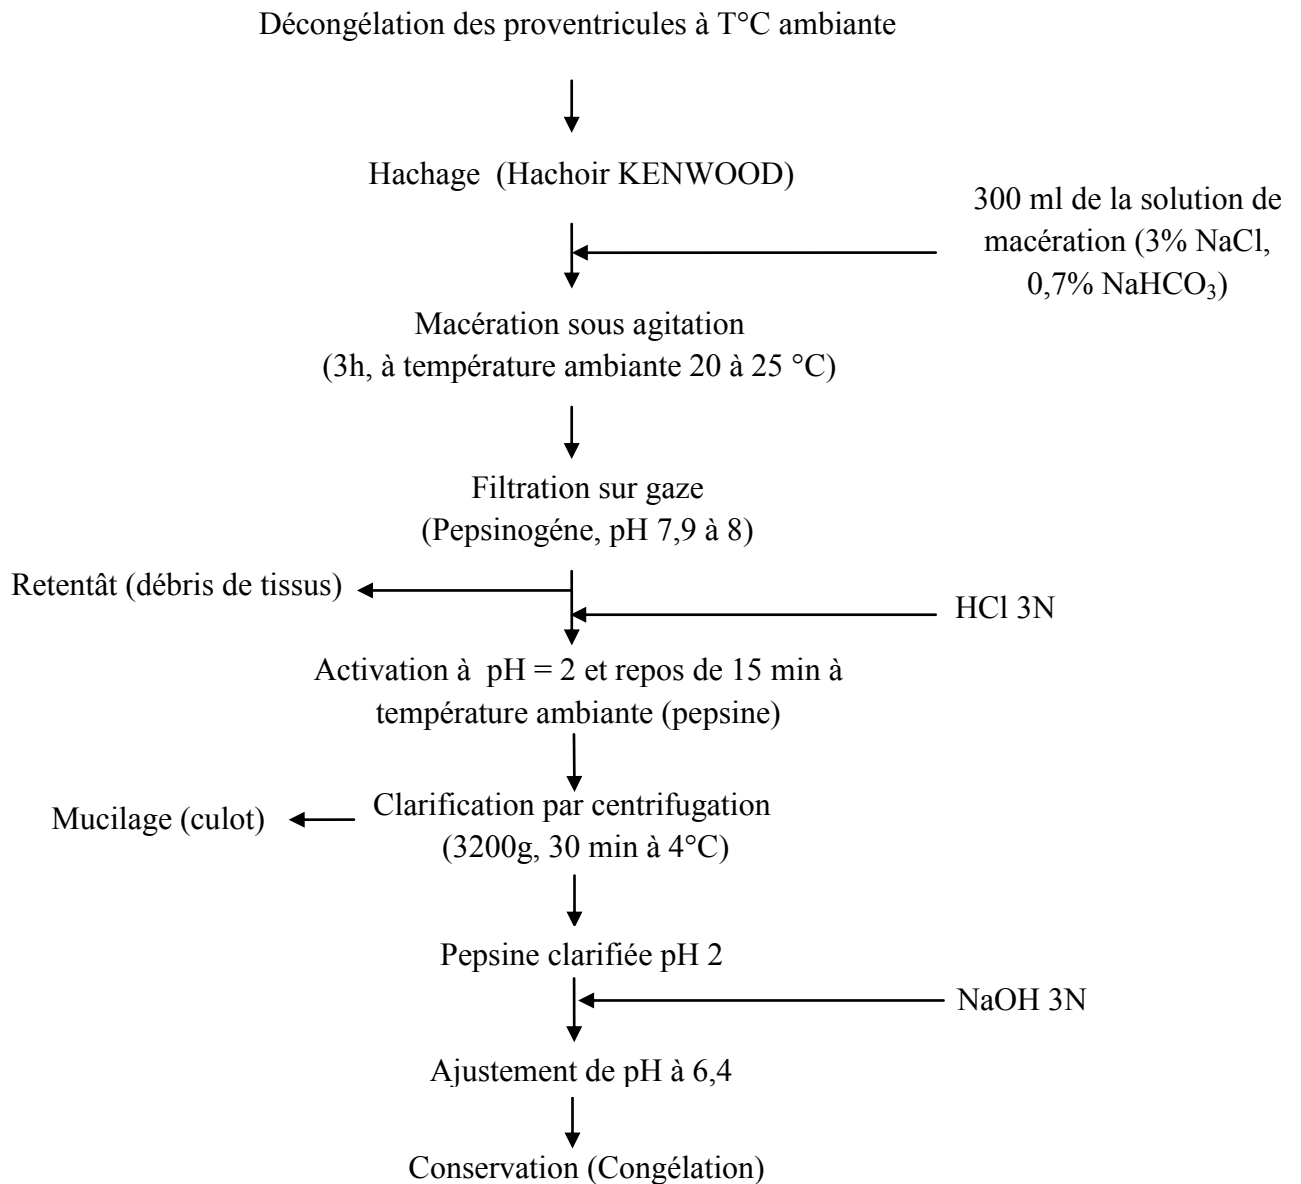 Décongélation des proventricules à T°C ambiante
Hachage  (Hachoir KENWOOD)
300 ml de la solution de
macération (3% NaCl,
0,7% NaHCO₃)
Macération sous agitation
(3h, à température ambiante 20 à 25 °C)
Filtration sur gaze
(Pepsinogéne, pH 7,9 à 8)
Retentât (débris de tissus)
HCl 3N
Activation à  pH = 2 et repos de 15 min à
température ambiante (pepsine)
Mucilage (culot)
Clarification par centrifugation
(3200g, 30 min à 4°C)
Pepsine clarifiée pH 2
NaOH 3N
Ajustement de pH à 6,4
Conservation (Congélation)